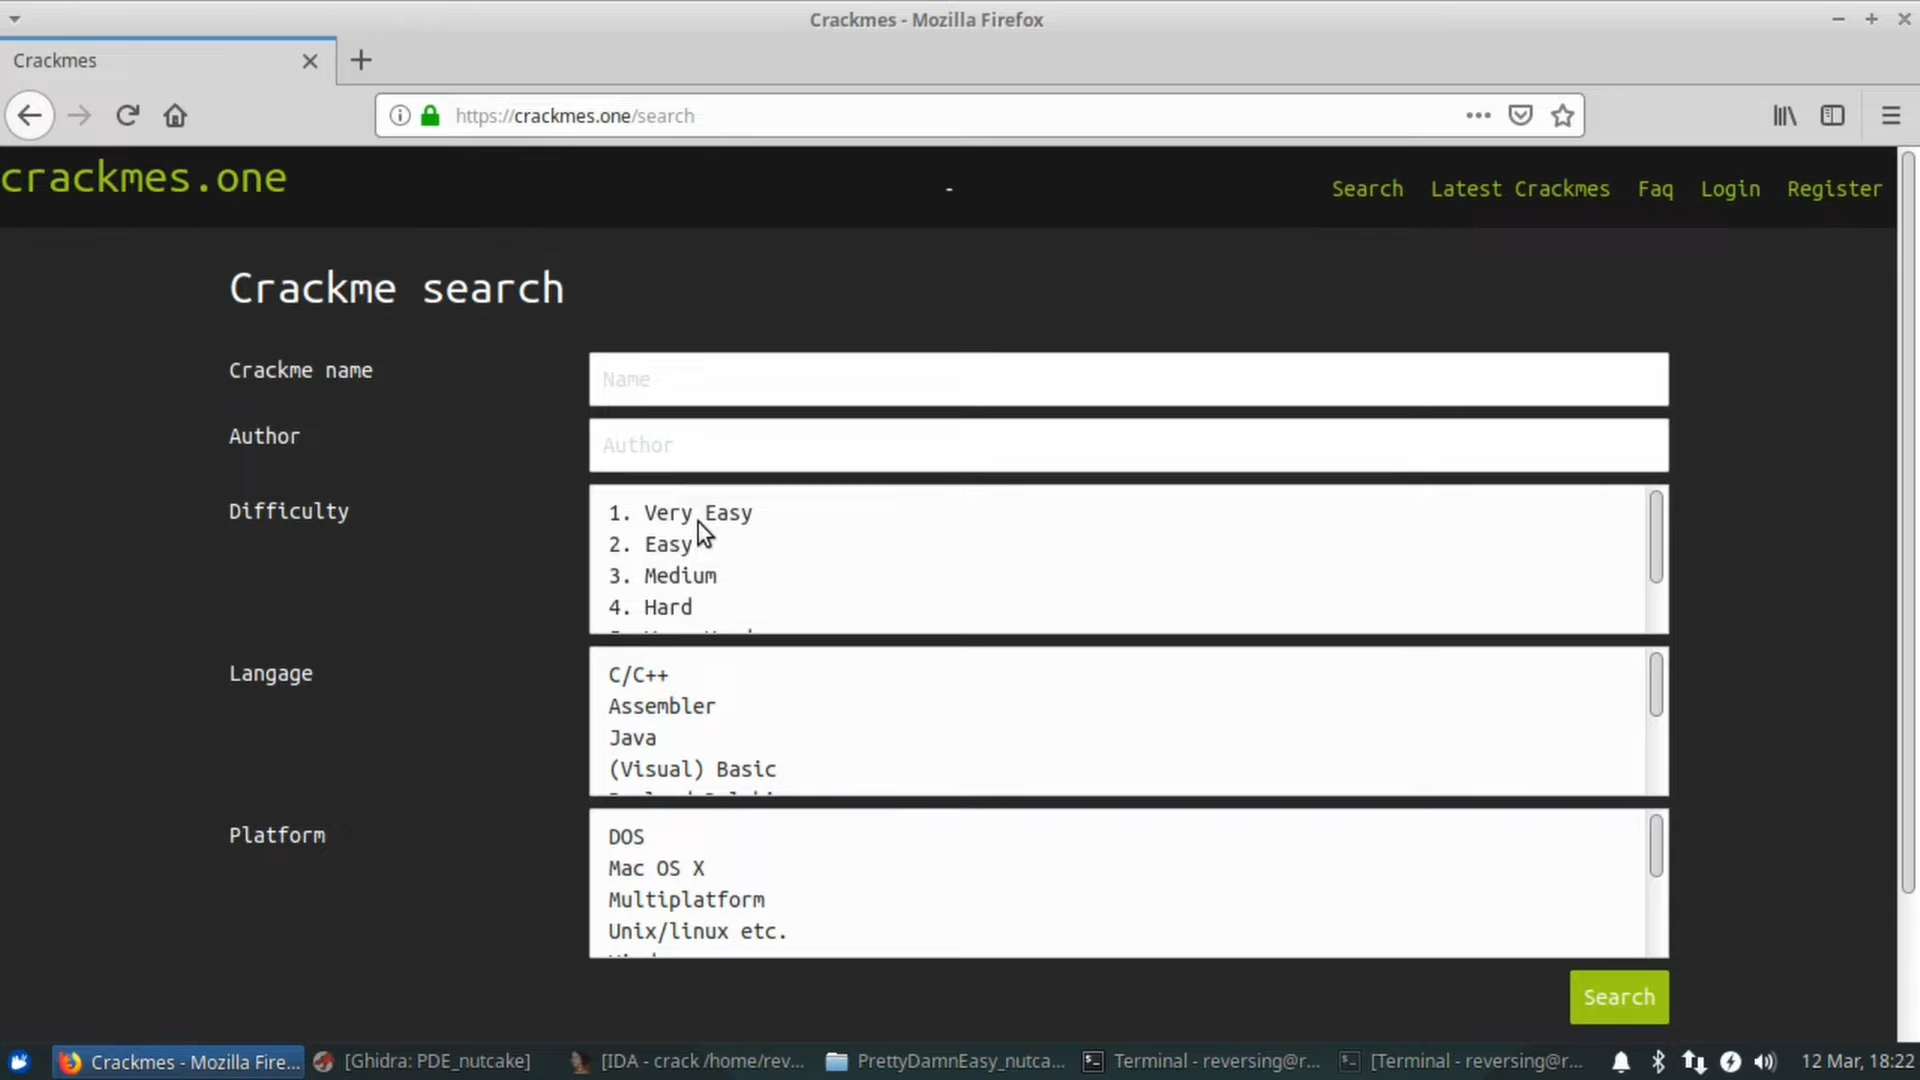 Crackmes - Mozilla Firefox
Crackmes
https://crackmes.one/search
crackmes.one
-
Search Latest Crackmes Faq Login Register
Crackme search
Crackme name
Name
Author
Author
Difficulty
1. Very Easy
2. Easy
3. Medium
4. Hard
Langage
C/C++
Assembler
Java
(Visual) Basic
Platform
DOS
Mac OS X
Multiplatform
Unix/linux etc.
Search
Crackmes - Mozilla Fire... [Ghidra: PDE_nutcake] [IDA - crack /home/rev... PrettyDamnEasy_nutca... Terminal - reversing@r... [Terminal - reversing@r... 12 Mar, 18:22